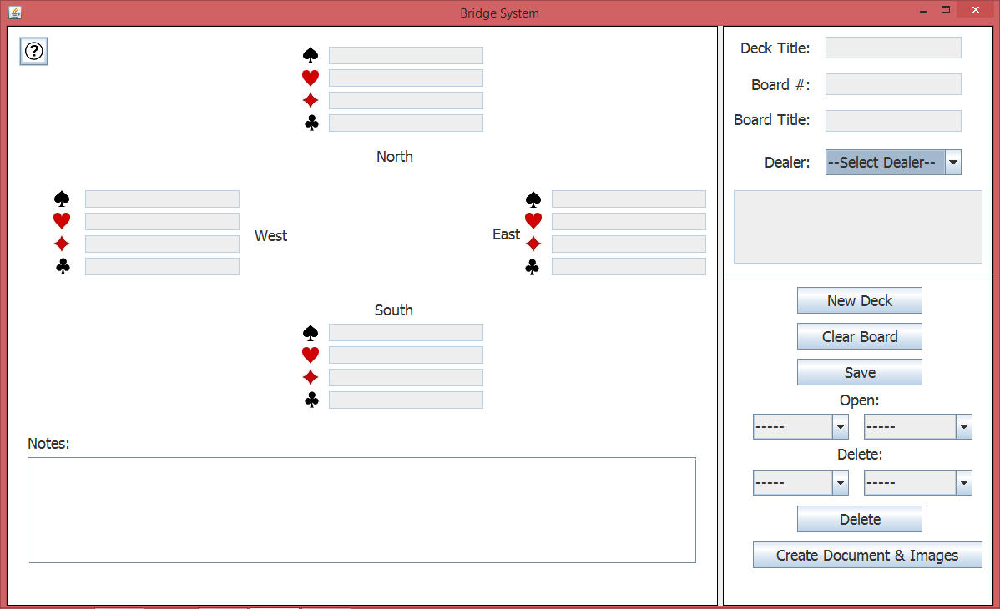 Bridge System
?
North
West
East
South
Notes:
Deck Title:
Board #:
Board Title:
Dealer: --Select Dealer--
New Deck
Clear Board
Save
Open:
----- -----
Delete:
----- -----
Delete
Create Document & Images